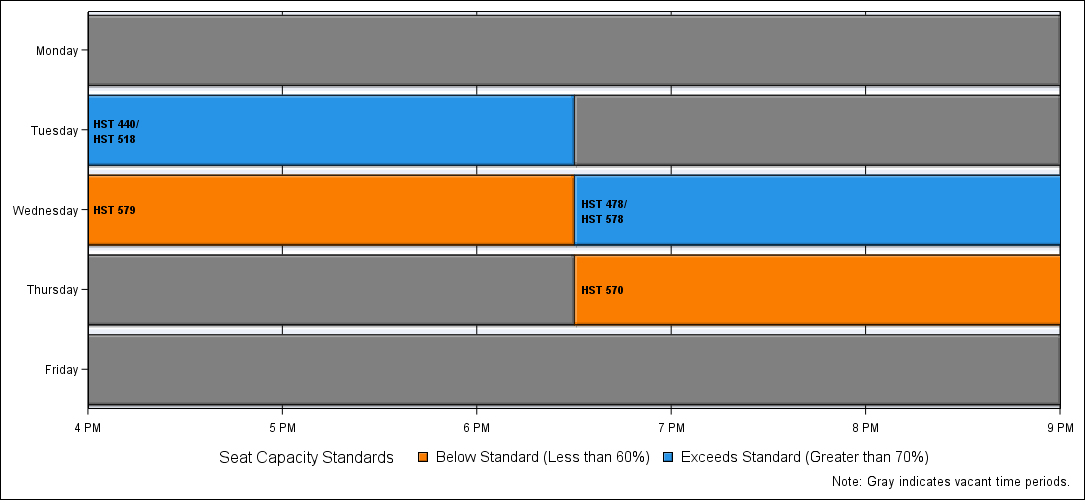 Monday
Tuesday
HST 440/
HST 518
Wednesday
HST 579
HST 478/
HST 578
Thursday
HST 570
Friday
4 PM 5 PM 6 PM 7 PM 8 PM 9 PM
Seat Capacity Standards Below Standard (Less than 60%) Exceeds Standard (Greater than 70%)
Note: Gray indicates vacant time periods.